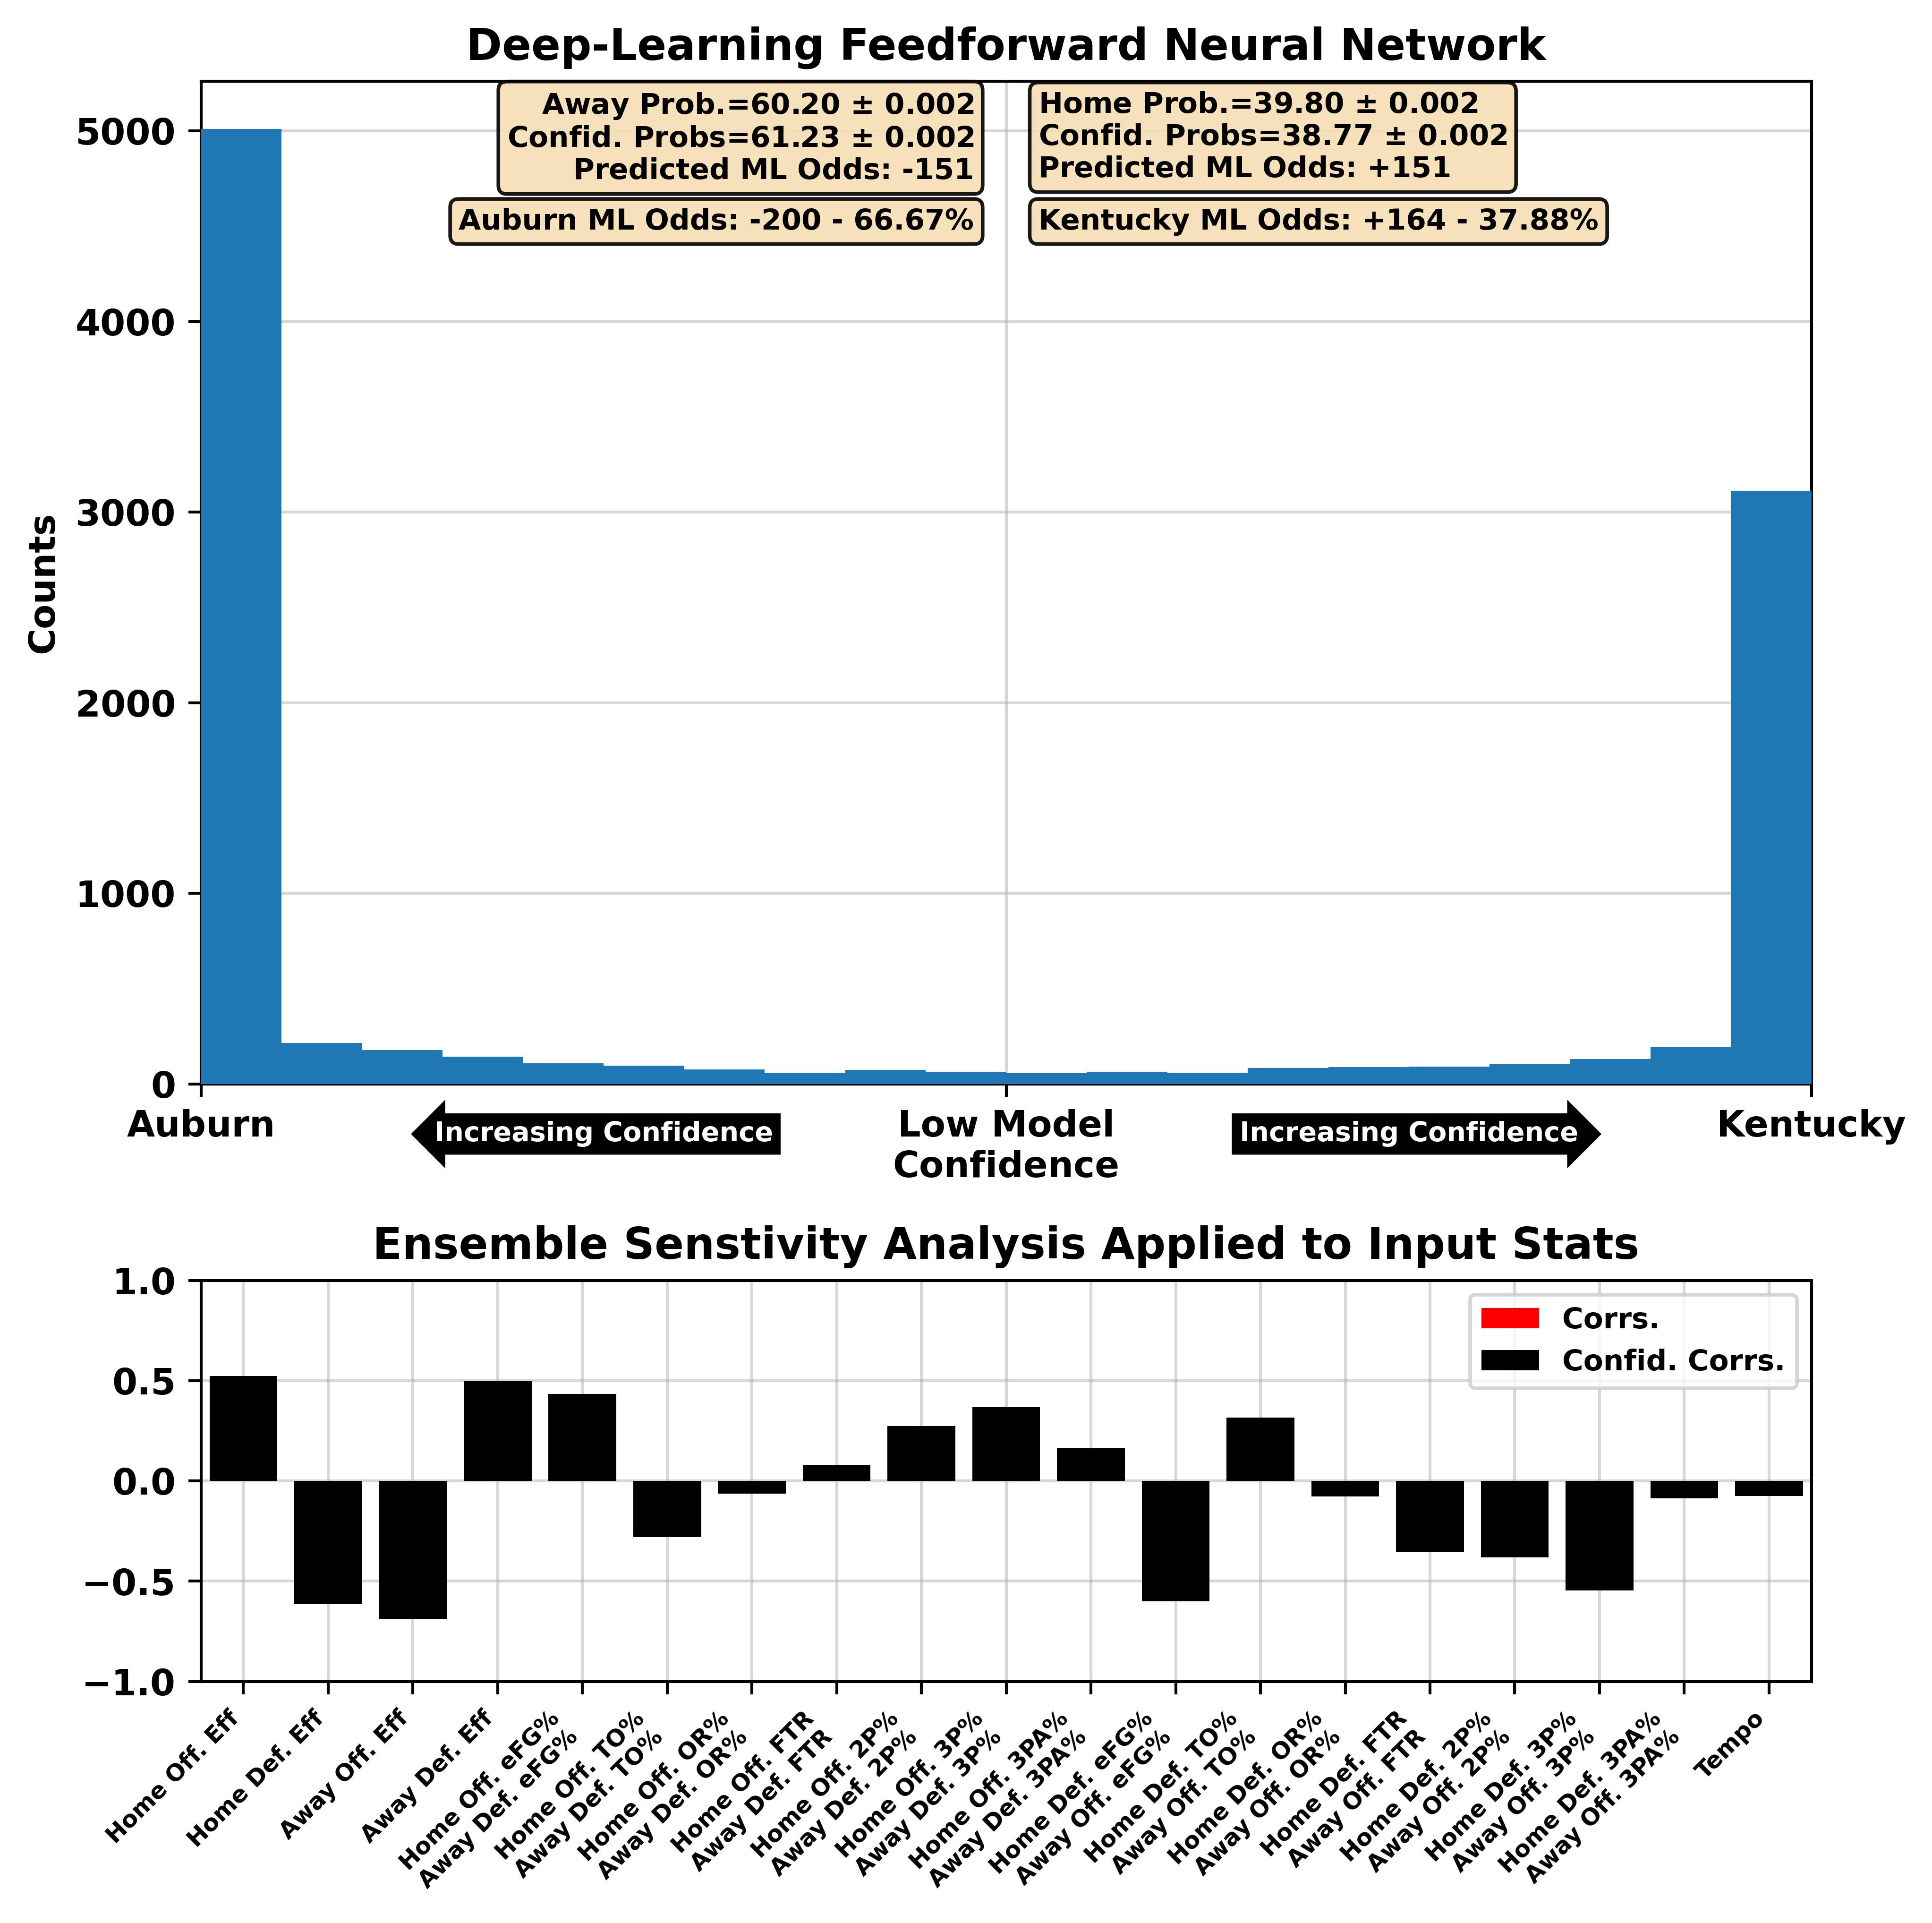 Deep-Learning Feedforward Neural Network
Away Prob.=60.20 ± 0.002
Confid. Probs=61.23 ± 0.002
Predicted ML Odds: -151
Home Prob.=39.80 ± 0.002
Confid. Probs=38.77 ± 0.002
Predicted ML Odds: +151
Auburn ML Odds: -200 - 66.67%
Kentucky ML Odds: +164 - 37.88%
Counts
5000
4000
3000
2000
1000
0
Auburn
Increasing Confidence
Low Model
Confidence
Increasing Confidence
Kentucky
Ensemble Senstivity Analysis Applied to Input Stats
Corrs.
Confid. Corrs.
1.0
0.5
0.0
−0.5
−1.0
Home Off. Eff
Home Def. Eff
Away Off. Eff
Away Def. Eff
Home Off. eFG%
Away Def. eFG%
Home Off. TO%
Away Def. TO%
Home Off. OR%
Away Def. OR%
Home Off. FTR
Away Def. FTR
Home Off. 2P%
Away Def. 2P%
Home Off. 3P%
Away Def. 3P%
Home Off. 3PA%
Away Def. 3PA%
Home Def. eFG%
Away Off. eFG%
Home Def. TO%
Away Off. TO%
Home Def. OR%
Away Off. OR%
Home Def. FTR
Away Off. FTR
Home Def. 2P%
Away Off. 2P%
Home Def. 3P%
Away Off. 3P%
Home Def. 3PA%
Away Off. 3PA%
Tempo